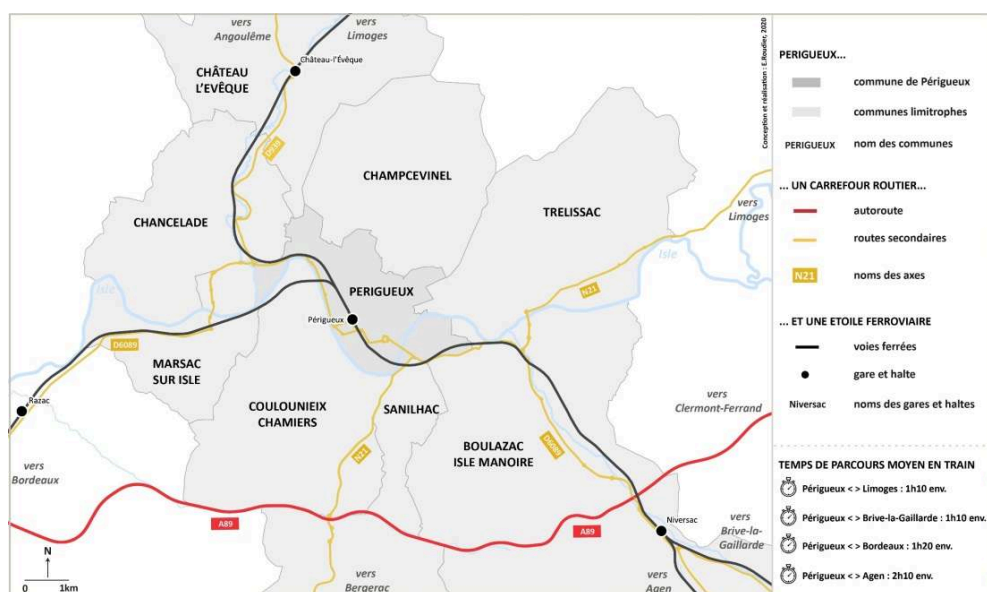 vers
Angoulême
vers
Limoges
Château-l'Évêque
CHÂTEAU
L'EVÊQUE
D939
CHAMPCEVINEL
CHANCELADE
TRELISSAC
vers
Limoges
Isle
N21
Isle
PERIGUEUX
Périgueux
D6089
MARSAC
SUR ISLE
Razac
COULOUNIEIX
CHAMIERS
SANILHAC
N21
BOULAZAC
ISLE MANOIRE
D6089
vers
Clermont-Ferrand
vers
Bordeaux
A89
A89
Niversac
vers
Brive-la-
Gaillarde
vers
Bergerac
vers
Agen
N
0 1km
Conception et réalisation : E.Roudier, 2020
PERIGUEUX...
commune de Périgueux
communes limitrophes
PERIGUEUX nom des communes
... UN CARREFOUR ROUTIER...
autoroute
routes secondaires
N21 noms des axes
... ET UNE ETOILE FERROVIAIRE
voies ferrées
gare et halte
Niversac noms des gares et haltes
TEMPS DE PARCOURS MOYEN EN TRAIN
Périgueux < > Limoges : 1h10 env.
Périgueux < > Brive-la-Gaillarde : 1h10 env.
Périgueux < > Bordeaux : 1h20 env.
Périgueux < > Agen : 2h10 env.